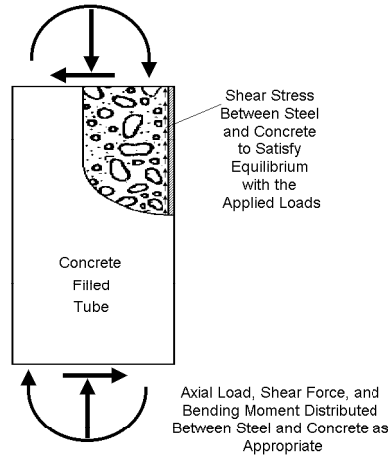 Shear Stress
Between Steel
and Concrete
to Satisfy
Equilibrium
with the
Applied Loads
Concrete
Filled
Tube
Axial Load, Shear Force, and
Bending Moment Distributed
Between Steel and Concrete as
Appropriate